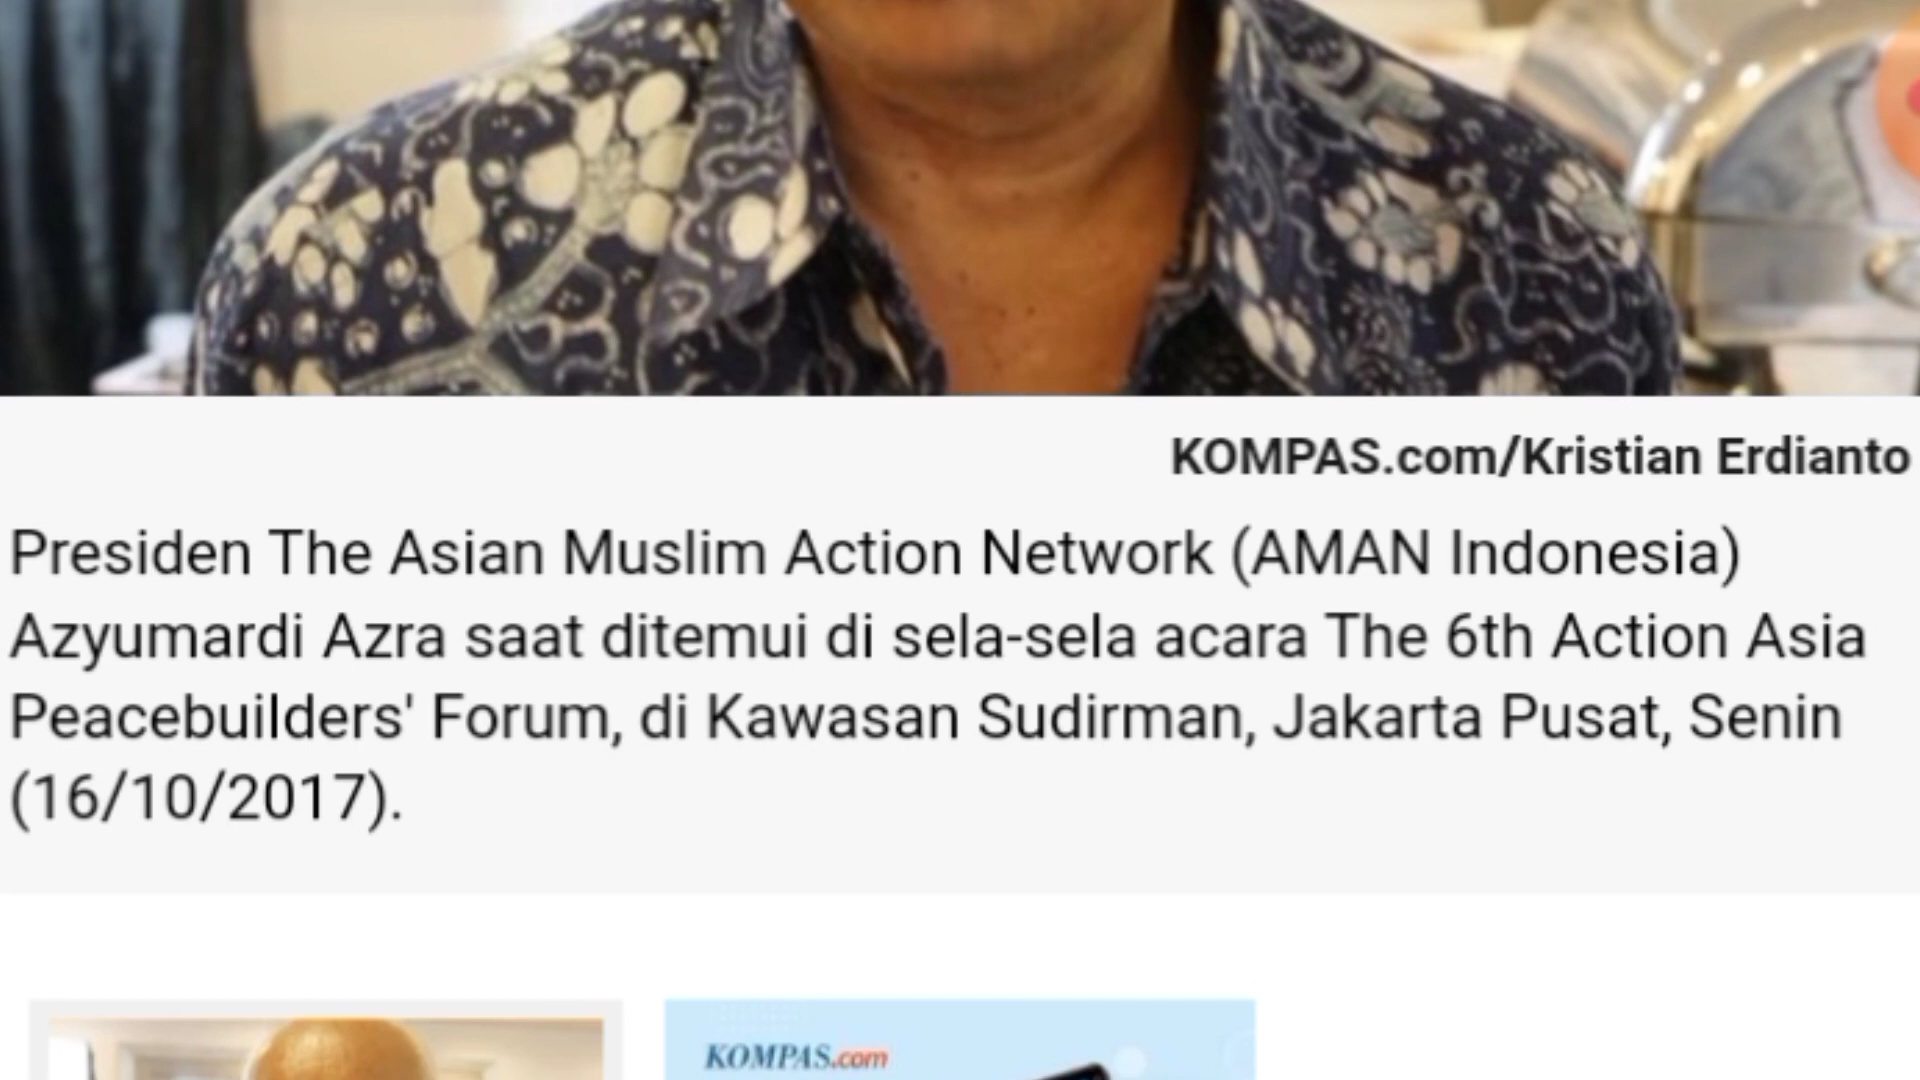 KOMPAS.com/Kristian Erdianto
Presiden The Asian Muslim Action Network (AMAN Indonesia)
Azyumardi Azra saat ditemui di sela-sela acara The 6th Action Asia
Peacebuilders' Forum, di Kawasan Sudirman, Jakarta Pusat, Senin
(16/10/2017).
KOMPAS.com